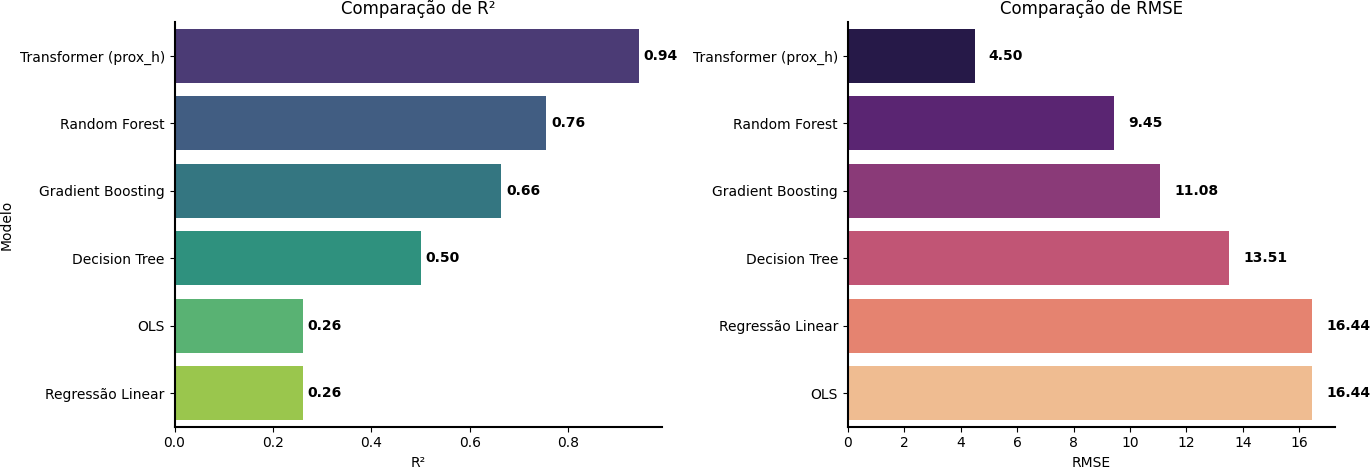 Comparação de R²
Modelo
Transformer (prox_h)
0.94
Random Forest
0.76
Gradient Boosting
0.66
Decision Tree
0.50
OLS
0.26
Regressão Linear
0.26
0.0 0.2 0.4 0.6 0.8
R²
Comparação de RMSE
Transformer (prox_h)
4.50
Random Forest
9.45
Gradient Boosting
11.08
Decision Tree
13.51
Regressão Linear
16.44
OLS
16.44
0 2 4 6 8 10 12 14 16
RMSE